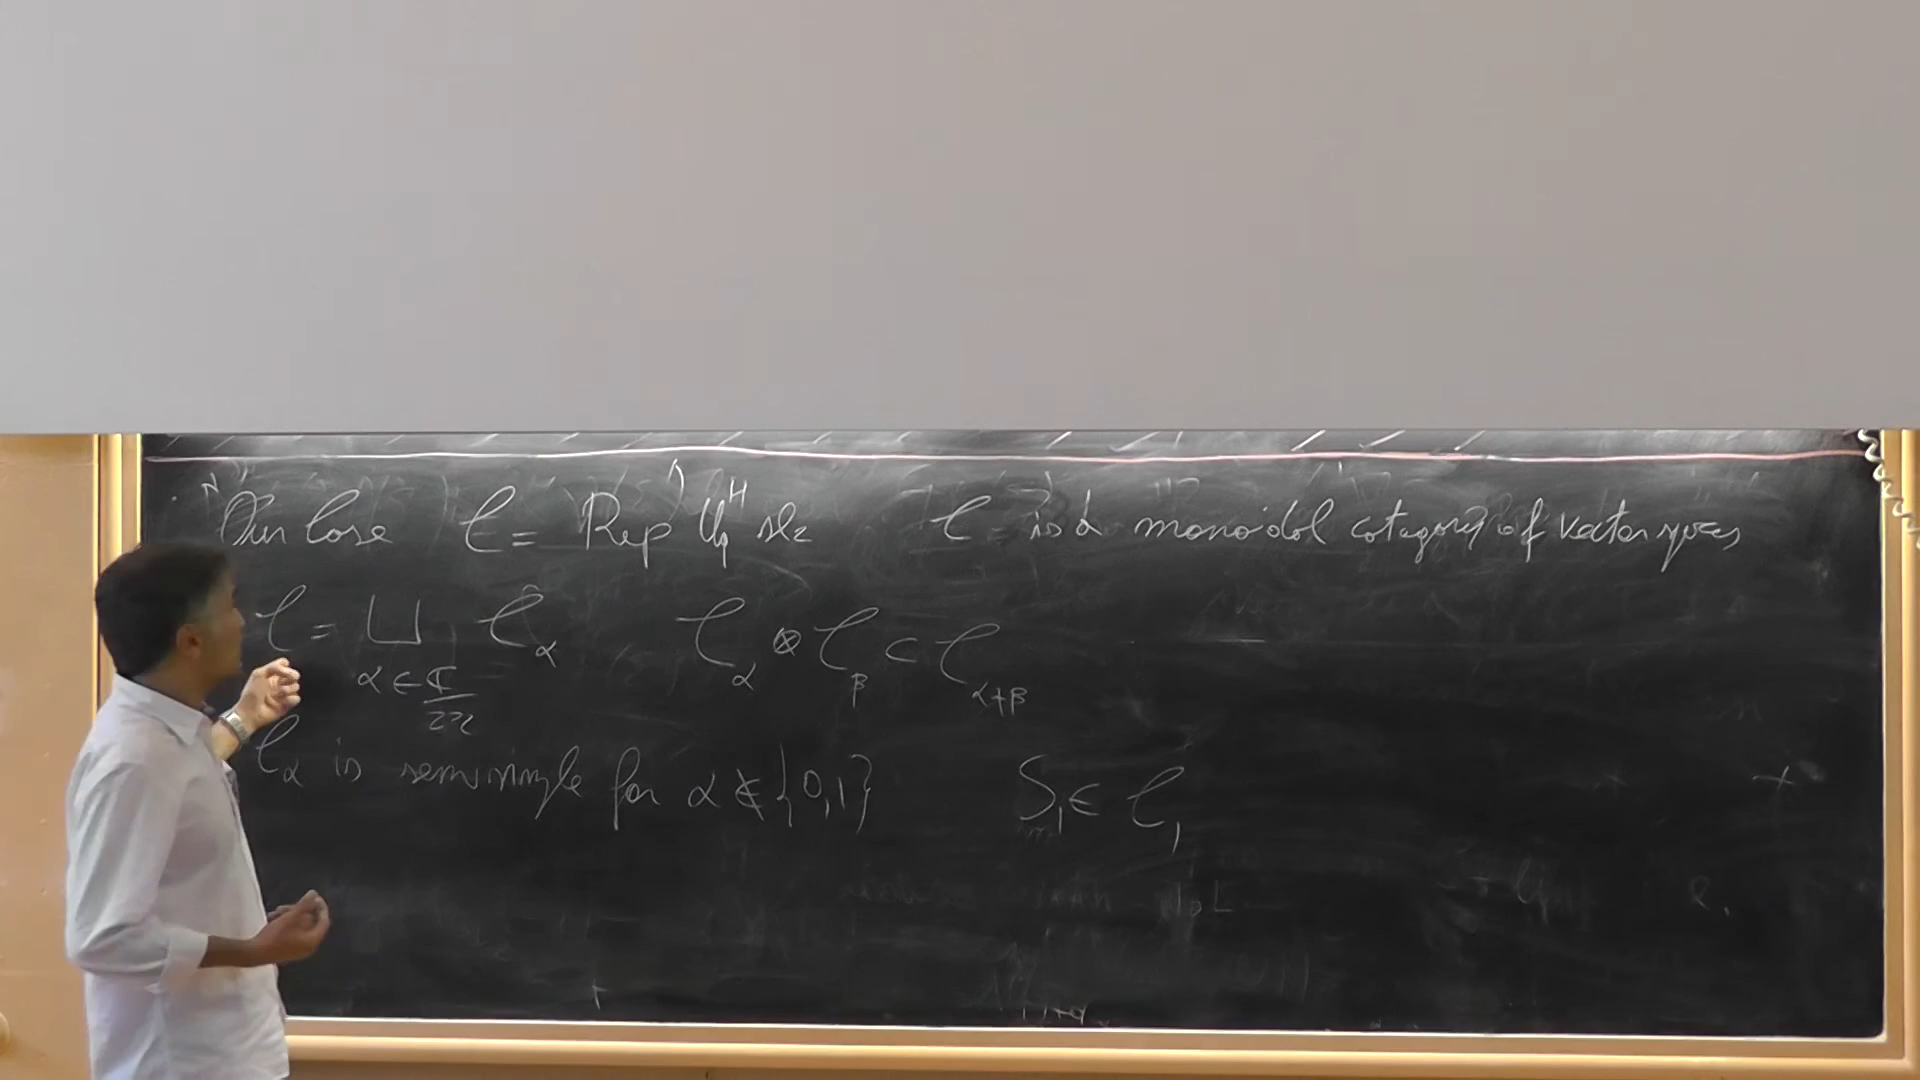 Our Case C = Rep U_q^H sl_2 C is a monoidal category of vector spaces
C = ⊔_{α ∈ ℂ/2ℤ} C_α C_α ⊗ C_β ⊂ C_{α+β}
C_α is semisimple for α ∉ {0,1} S_1 ∈ C_1